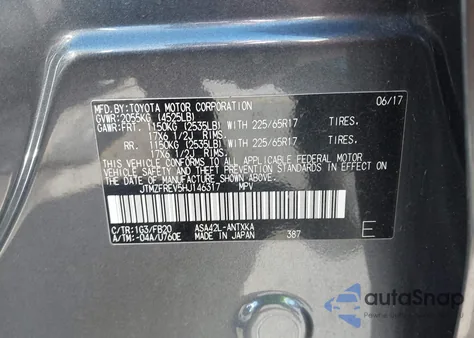 MFD. BY: TOYOTA MOTOR CORPORATION 06/17
GVWR: 2055KG (4525LB)
GAWR: FRT. 1150KG (2535LB) WITH 225/65R17 TIRES.
17X6 1/2J RIMS.
RR. 1150KG (2535LB) WITH 225/65R17 TIRES.
17X6 1/2J RIMS.
THIS VEHICLE CONFORMS TO ALL APPLICABLE FEDERAL MOTOR
VEHICLE SAFETY AND THEFT PREVENTION STANDARDS IN EFFECT ON
THE DATE OF MANUFACTURE SHOWN ABOVE.
JTMZFREV5HJ146317 MPV
C/TR: 1G3/FB20 ASA42L-ANTXKA
A/TM: -04A/U760E MADE IN JAPAN 387 E
autoSnap